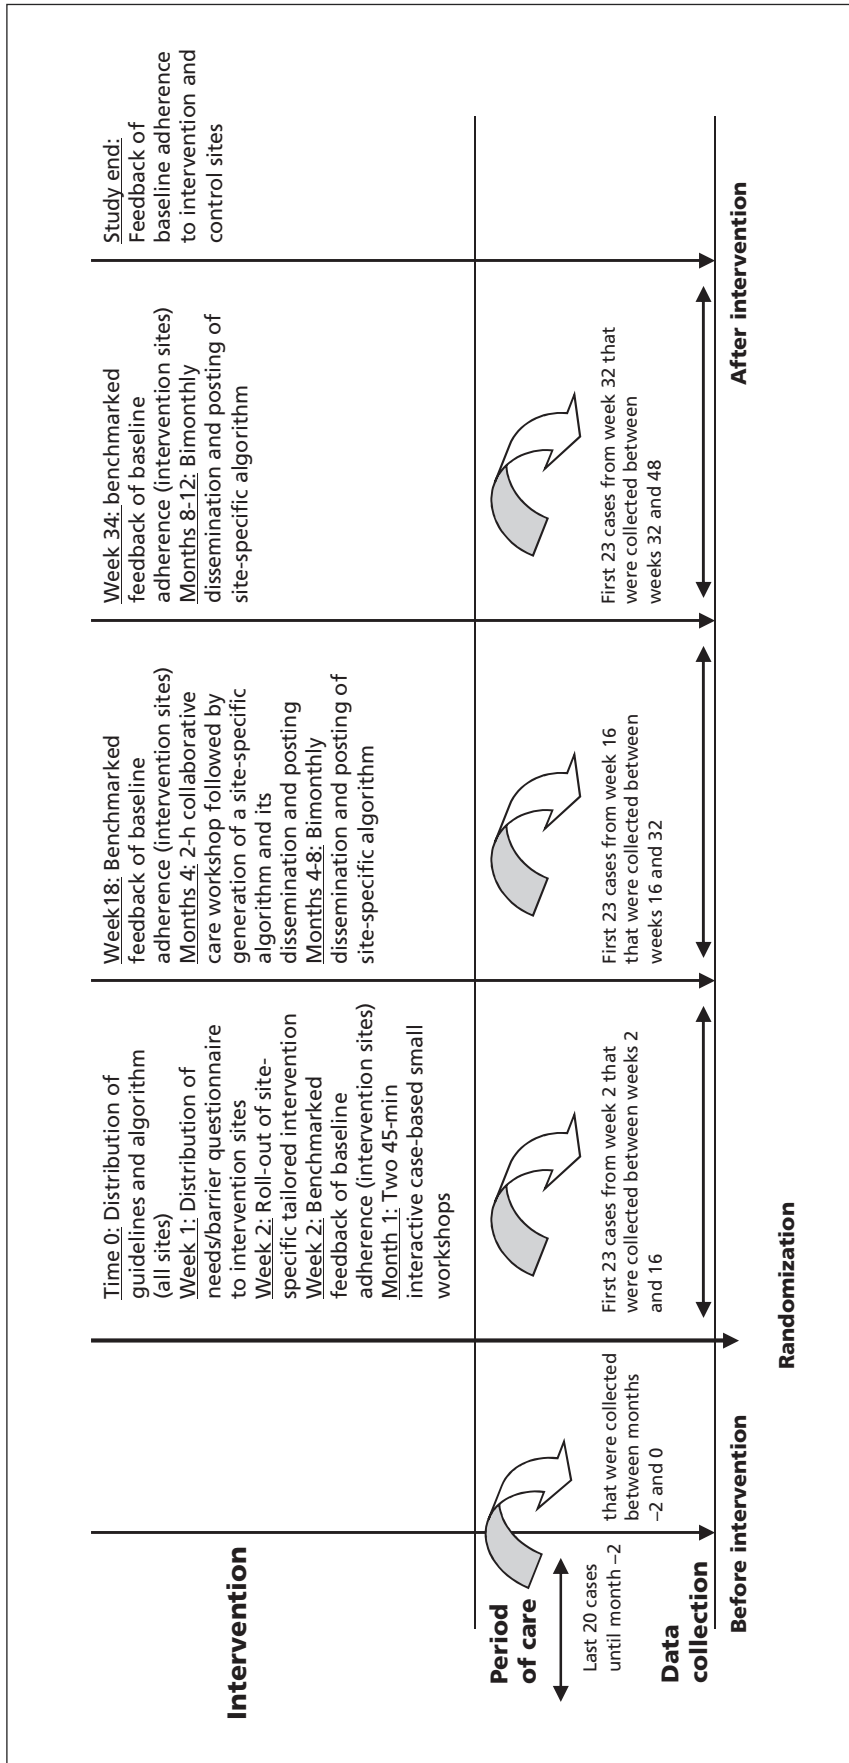 Intervention
Time 0: Distribution of
guidelines and algorithm
(all sites)
Week 1: Distribution of
needs/barrier questionnaire
to intervention sites
Week 2: Roll-out of site-
specific tailored intervention
Week 2: Benchmarked
feedback of baseline
adherence (intervention sites)
Month 1: Two 45-min
interactive case-based small
workshops
Week18: Benchmarked
feedback of baseline
adherence (intervention sites)
Months 4: 2-h collaborative
care workshop followed by
generation of a site-specific
algorithm and its
dissemination and posting
Months 4-8: Bimonthly
dissemination and posting of
site-specific algorithm
Week 34: benchmarked
feedback of baseline
adherence (intervention sites)
Months 8-12: Bimonthly
dissemination and posting of
site-specific algorithm
Study end:
Feedback of
baseline adherence
to intervention and
control sites
Period
of care
Last 20 cases
until month –2
that were collected
between months
–2 and 0
First 23 cases from week 2 that
were collected between weeks 2
and 16
First 23 cases from week 16
that were collected between
weeks 16 and 32
First 23 cases from week 32 that
were collected between
weeks 32 and 48
Data
collection
Before intervention
Randomization
After intervention